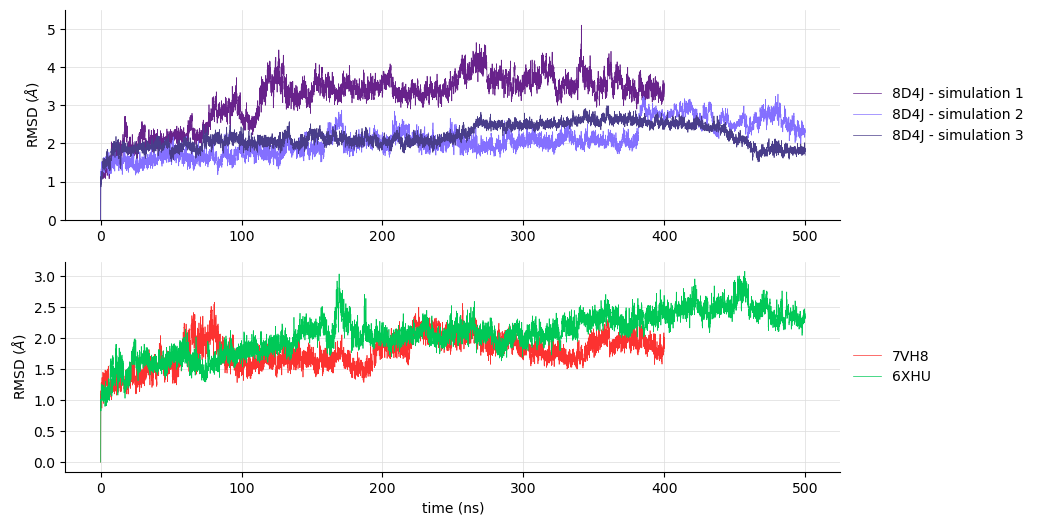 5
4
3
2
1
0
RMSD (Å)
0 100 200 300 400 500
8D4J - simulation 1
8D4J - simulation 2
8D4J - simulation 3
3.0
2.5
2.0
1.5
1.0
0.5
0.0
RMSD (Å)
0 100 200 300 400 500
time (ns)
7VH8
6XHU